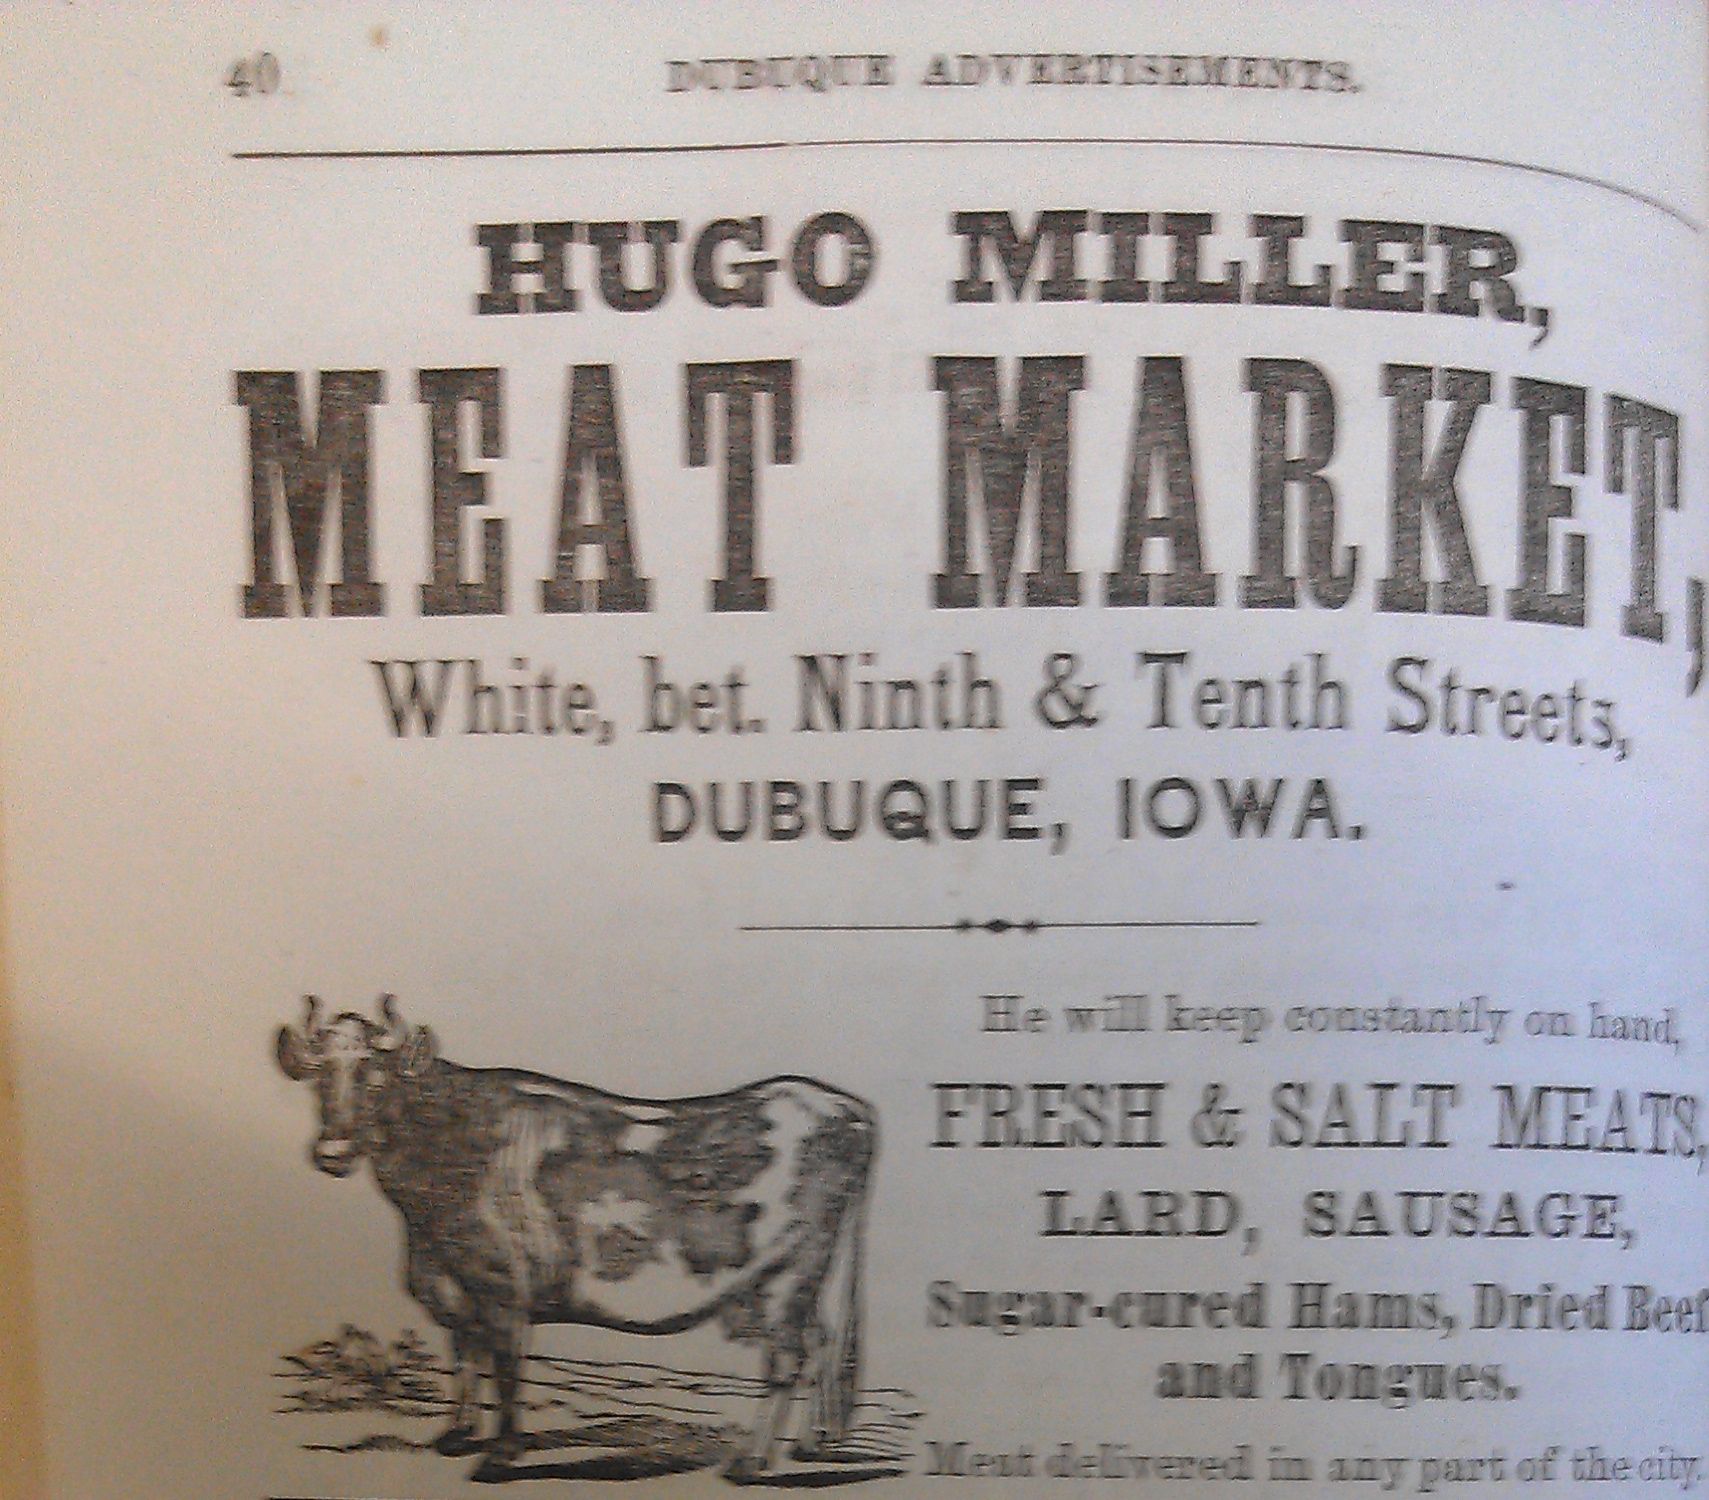 40 DUBUQUE ADVERTISEMENTS.
HUGO MILLER,
MEAT MARKET,
White, bet. Ninth & Tenth Streets,
DUBUQUE, IOWA.
He will keep constantly on hand,
FRESH & SALT MEATS,
LARD, SAUSAGE,
Sugar-cured Hams, Dried Beef
and Tongues.
Meat delivered in any part of the city.